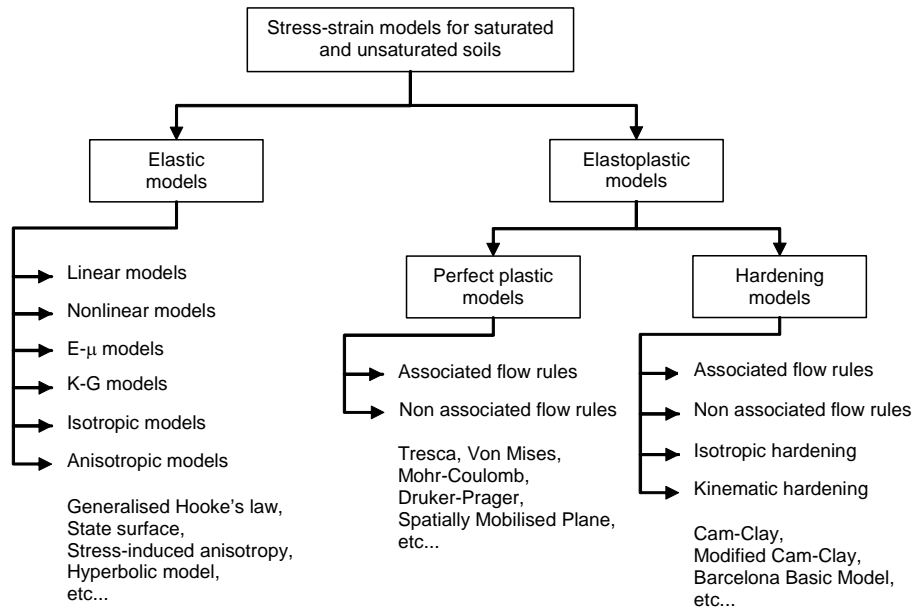 Stress-strain models for saturated
and unsaturated soils
Elastic
models
Elastoplastic
models
Linear models
Nonlinear models
E-μ models
K-G models
Isotropic models
Anisotropic models
Generalised Hooke's law,
State surface,
Stress-induced anisotropy,
Hyperbolic model,
etc...
Perfect plastic
models
Associated flow rules
Non associated flow rules
Tresca, Von Mises,
Mohr-Coulomb,
Druker-Prager,
Spatially Mobilised Plane,
etc...
Hardening
models
Associated flow rules
Non associated flow rules
Isotropic hardening
Kinematic hardening
Cam-Clay,
Modified Cam-Clay,
Barcelona Basic Model,
etc...